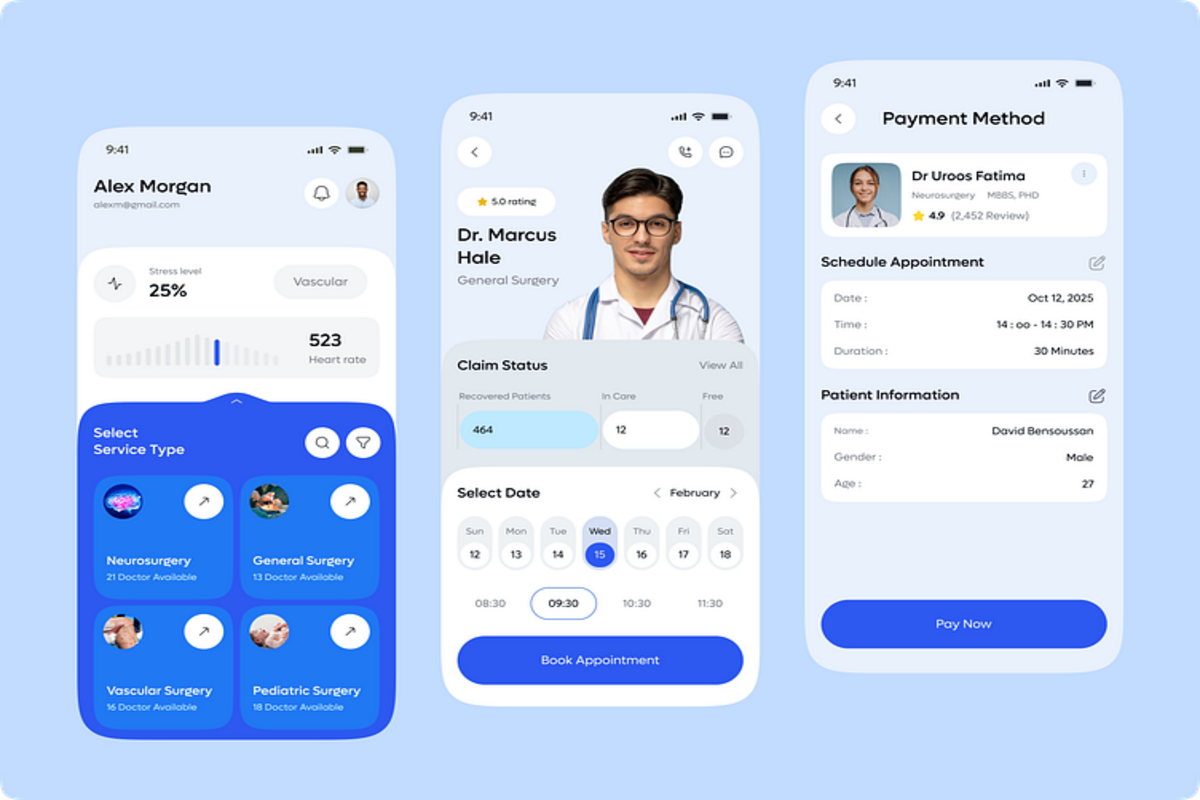 9:41
Alex Morgan
alexm@gmail.com
Stress level
25%
Vascular
523
Heart rate
Select
Service Type
Neurosurgery
21 Doctor Available
General Surgery
13 Doctor Available
Vascular Surgery
16 Doctor Available
Pediatric Surgery
18 Doctor Available
9:41
5.0 rating
Dr. Marcus
Hale
General Surgery
Claim Status
View All
Recovered Patients
In Care
Free
464
12
12
Select Date
February
Sun Mon Tue Wed Thu Fri Sat
12 13 14 15 16 17 18
08:30 09:30 10:30 11:30
Book Appointment
9:41
Payment Method
Dr Uroos Fatima
Neurosurgery MBBS, PHD
4.9 (2,452 Review)
Schedule Appointment
Date : Oct 12, 2025
Time : 14 : oo - 14 : 30 PM
Duration : 30 Minutes
Patient Information
Name : David Bensoussan
Gender : Male
Age : 27
Pay Now